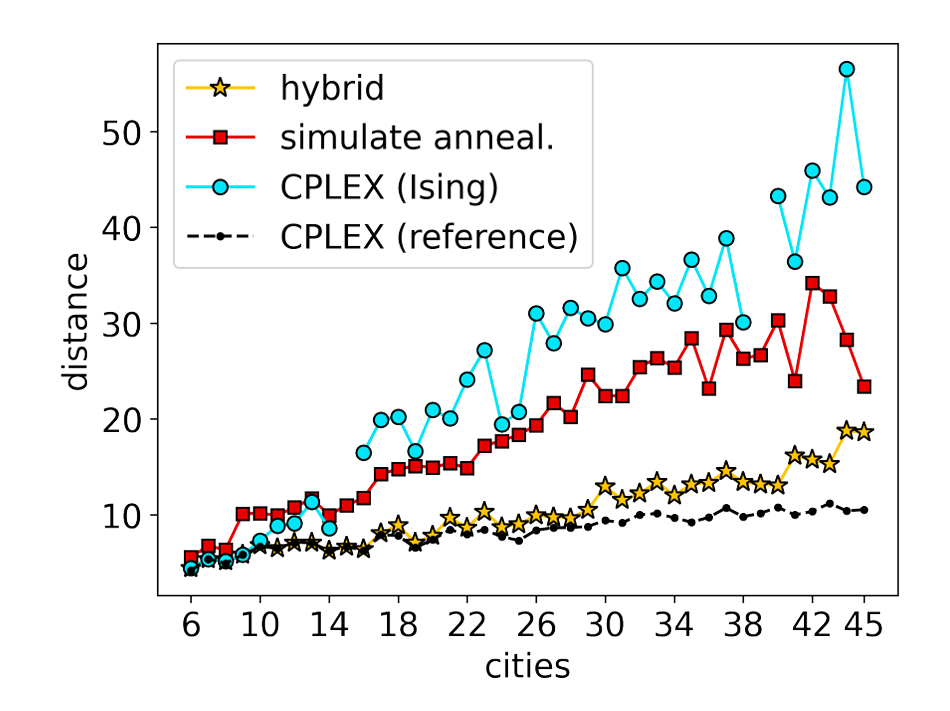 hybrid
simulate anneal.
CPLEX (Ising)
CPLEX (reference)
50
40
30
20
10
distance
6 10 14 18 22 26 30 34 38 42 45
cities